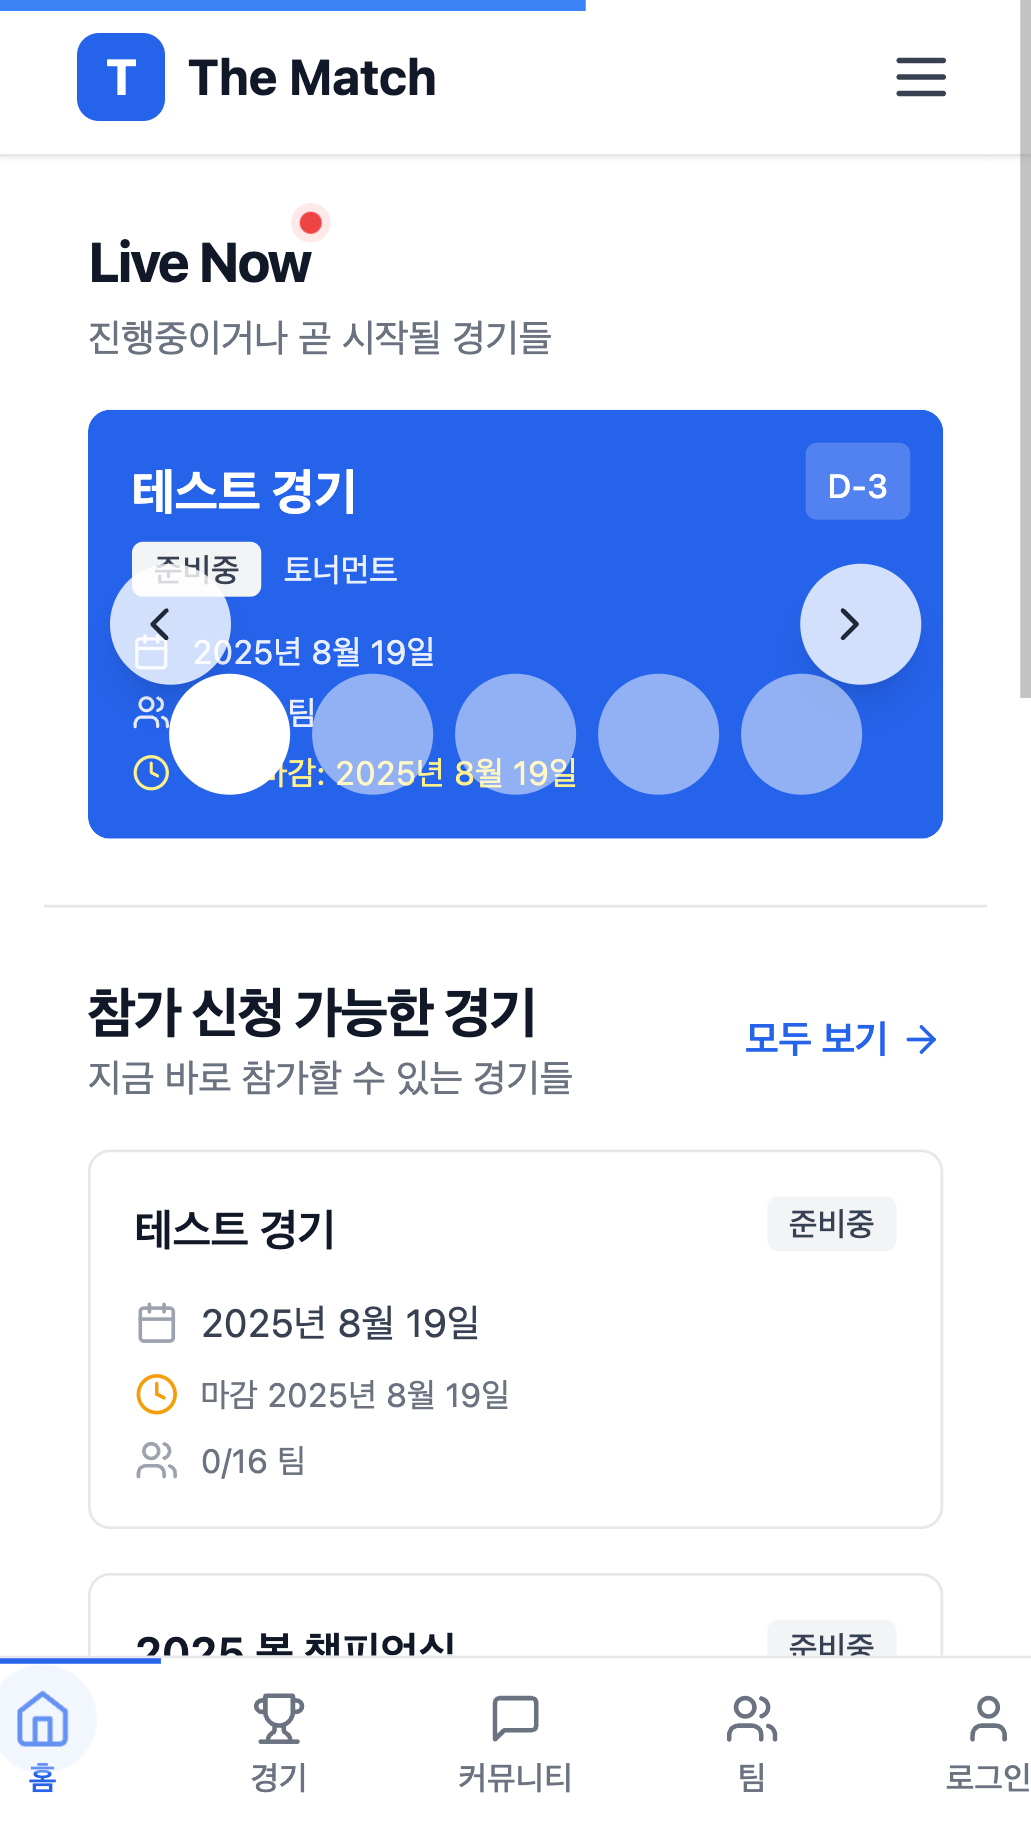 T The Match
Live Now
진행중이거나 곧 시작될 경기들
테스트 경기
D-3
준비중 토너먼트
2025년 8월 19일
팀
마감: 2025년 8월 19일
참가 신청 가능한 경기
모두 보기 →
지금 바로 참가할 수 있는 경기들
테스트 경기
준비중
2025년 8월 19일
마감 2025년 8월 19일
0/16 팀
2025 봄 챔피언십
준비중
홈 경기 커뮤니티 팀 로그인